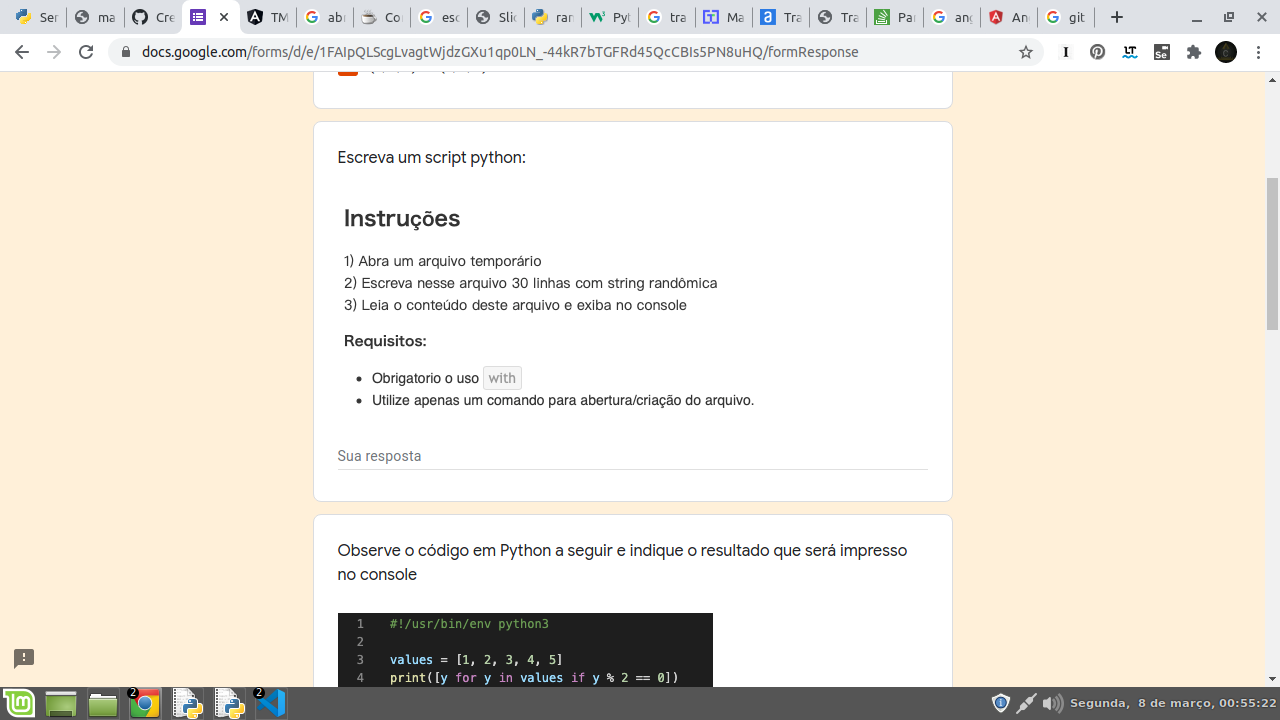 Ser
ma
Cre
TM
abr
Co
esc
Slic
ran
Pyt
tra
Ma
Tra
Tra
Par
ang
An
git
docs.google.com/forms/d/e/1FAIpQLScgLvagtWjdzGXu1qp0LN_-44kR7bTGFRd45QcCBIs5PN8uHQ/formResponse
Escreva um script python:
Instruções
1) Abra um arquivo temporário
2) Escreva nesse arquivo 30 linhas com string randômica
3) Leia o conteúdo deste arquivo e exiba no console
Requisitos:
• Obrigatorio o uso with
• Utilize apenas um comando para abertura/criação do arquivo.
Sua resposta
Observe o código em Python a seguir e indique o resultado que será impresso
no console
1 #!/usr/bin/env python3
2
3 values = [1, 2, 3, 4, 5]
4 print([y for y in values if y % 2 == 0])
2
2
Segunda, 8 de março, 00:55:22